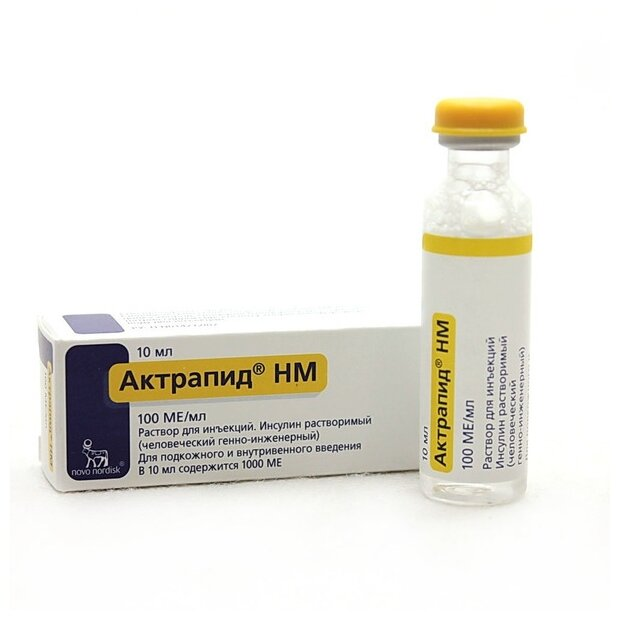 10 мл
Актрапид® НМ
100 МЕ/мл
Раствор для инъекций. Инсулин растворимый
(человеческий генно-инженерный)
Для подкожного и внутривенного введения
В 10 мл содержится 1000 МЕ
novo nordisk®
10 мл
Актрапид® НМ
100 МЕ/мл
Раствор для инъекций
Инсулин растворимый
(человеческий
генно-инженерный)